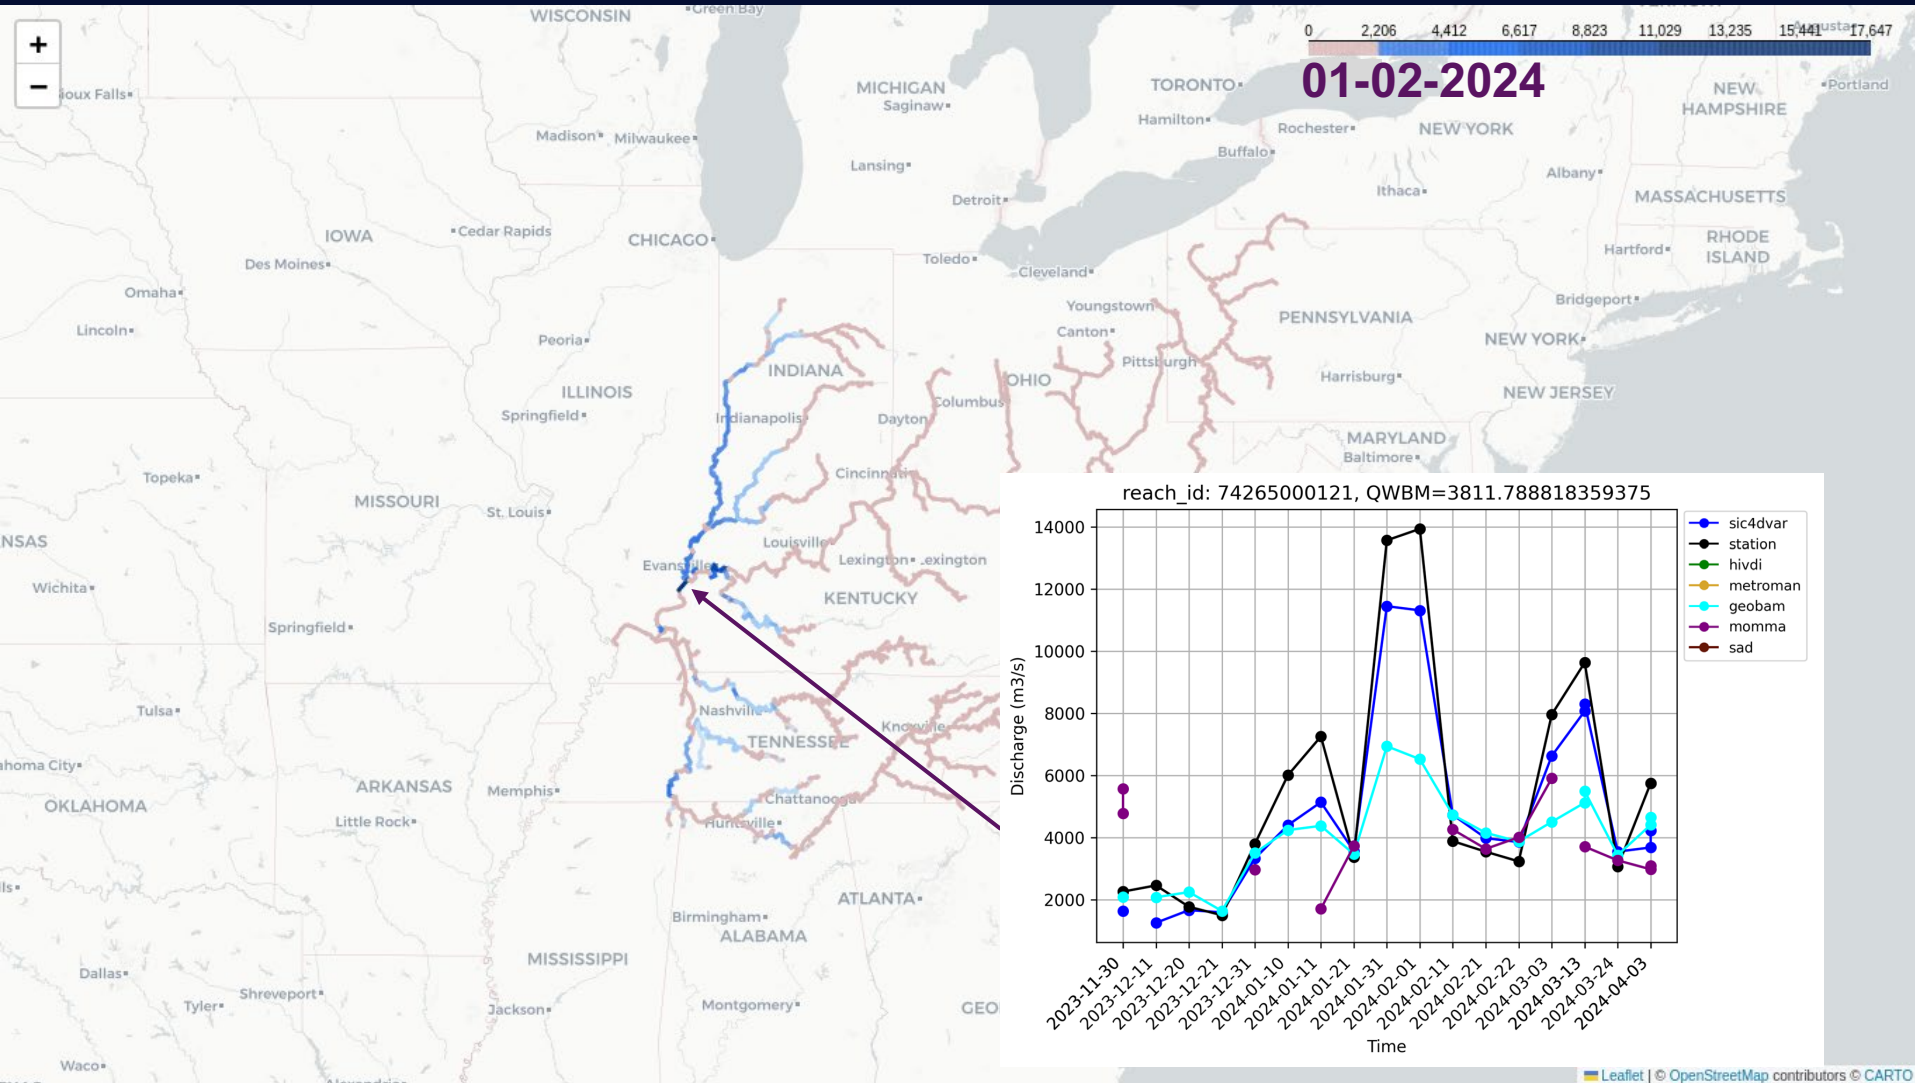 +
−
0 2,206 4,412 6,617 8,823 11,029 13,235 15,441 17,647
01-02-2024
WISCONSIN
Green Bay
Augusta
Sioux Falls
MICHIGAN
Saginaw
TORONTO
NEW HAMPSHIRE
Portland
Madison
Milwaukee
Hamilton
Rochester
NEW YORK
Lansing
Buffalo
Albany
Detroit
Ithaca
MASSACHUSETTS
IOWA
Cedar Rapids
CHICAGO
Hartford
RHODE ISLAND
Des Moines
Toledo
Cleveland
Omaha
Youngstown
Bridgeport
Lincoln
Peoria
Canton
PENNSYLVANIA
NEW YORK
INDIANA
Pittsburgh
ILLINOIS
OHIO
Harrisburg
NEW JERSEY
Springfield
Indianapolis
Dayton
Columbus
MARYLAND
Baltimore
Topeka
MISSOURI
Cincinnati
St. Louis
NSAS
Louisville
Lexington
Lexington
Evansville
Wichita
KENTUCKY
Springfield
Tulsa
Nashville
Knoxville
TENNESSEE
ahoma City
ARKANSAS
Memphis
Chattanooga
OKLAHOMA
Little Rock
Huntsville
lls
ATLANTA
Birmingham
ALABAMA
MISSISSIPPI
Dallas
Shreveport
Tyler
Jackson
Montgomery
GEO
Waco
Alexandria
reach_id: 74265000121, QWBM=3811.788818359375
14000
12000
10000
8000
6000
4000
2000
Discharge (m3/s)
sic4dvar
station
hivdi
metroman
geobam
momma
sad
2023-11-30
2023-12-11
2023-12-20
2023-12-21
2023-12-31
2024-01-10
2024-01-11
2024-01-21
2024-01-31
2024-02-01
2024-02-11
2024-02-21
2024-02-22
2024-03-03
2024-03-13
2024-03-24
2024-04-03
Time
Leaflet | © OpenStreetMap contributors © CARTO